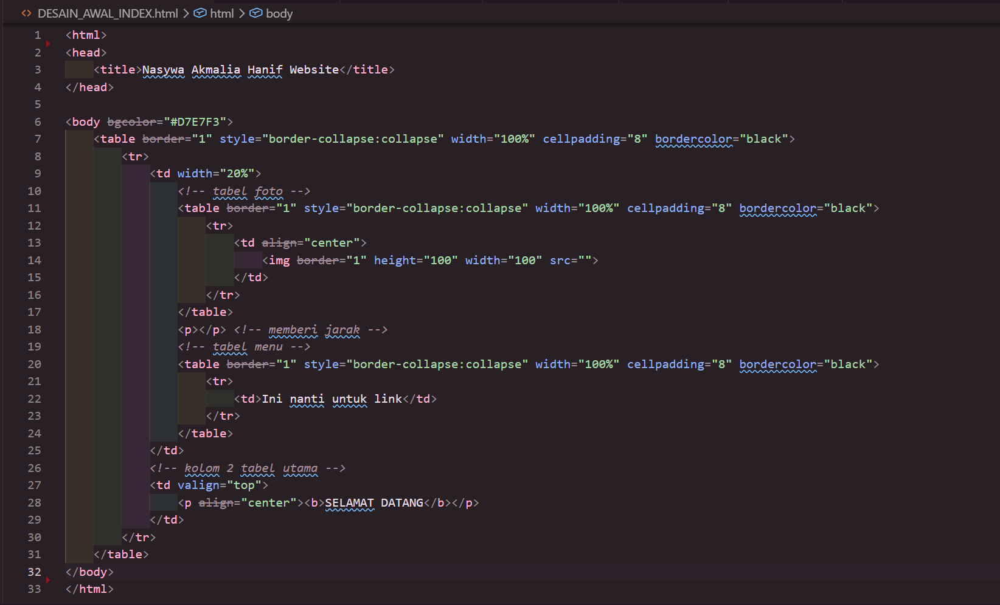 DESAIN_AWAL_INDEX.html > html > body
1 <html>
2 <head>
3     <title>Nasywa Akmalia Hanif Website</title>
4 </head>
5
6 <body bgcolor="#D7E7F3">
7     <table border="1" style="border-collapse:collapse" width="100%" cellpadding="8" bordercolor="black">
8         <tr>
9             <td width="20%">
10                 <!-- tabel foto -->
11                 <table border="1" style="border-collapse:collapse" width="100%" cellpadding="8" bordercolor="black">
12                     <tr>
13                         <td align="center">
14                             <img border="1" height="100" width="100" src="">
15                         </td>
16                     </tr>
17                 </table>
18                 <p></p> <!-- memberi jarak -->
19                 <!-- tabel menu -->
20                 <table border="1" style="border-collapse:collapse" width="100%" cellpadding="8" bordercolor="black">
21                     <tr>
22                         <td>Ini nanti untuk link</td>
23                     </tr>
24                 </table>
25             </td>
26             <!-- kolom 2 tabel utama -->
27             <td valign="top">
28                 <p align="center"><b>SELAMAT DATANG</b></p>
29             </td>
30         </tr>
31     </table>
32 </body>
33 </html>